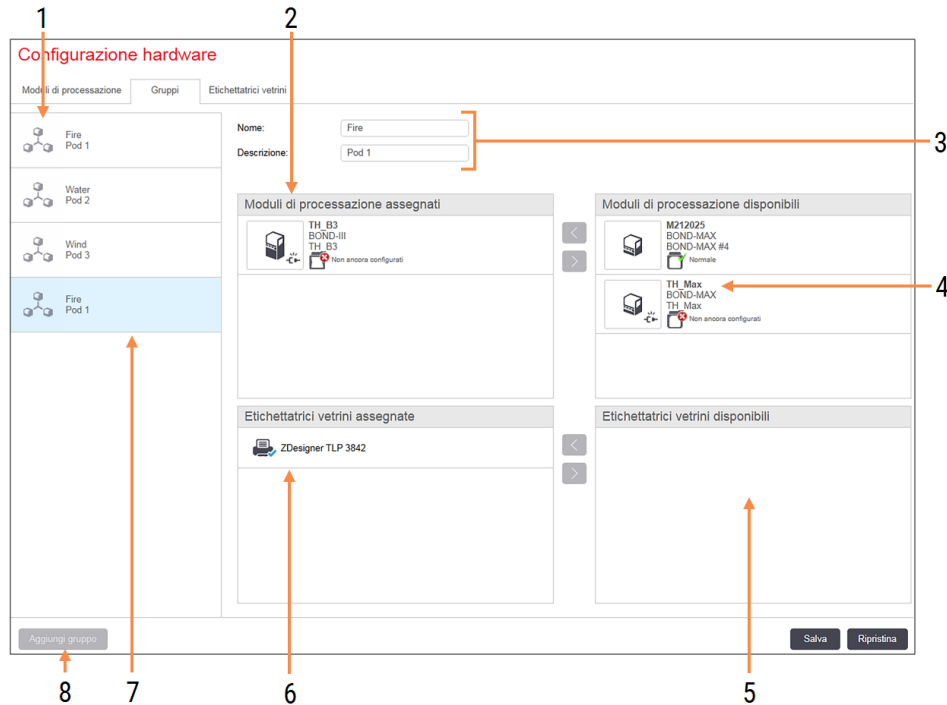 1
2
Configurazione hardware
Moduli di processazione
Gruppi
Etichettatrici vetrini
Fire
Pod 1
Water
Pod 2
Wind
Pod 3
Fire
Pod 1
Nome:
Fire
Descrizione:
Pod 1
3
Moduli di processazione assegnati
TH_B3
BOND-III
TH_B3
Non ancora configurati
Moduli di processazione disponibili
M212025
BOND-MAX
BOND-MAX #4
Normale
TH_Max
BOND-MAX
TH_Max
Non ancora configurati
4
Etichettatrici vetrini assegnate
ZDesigner TLP 3842
Etichettatrici vetrini disponibili
Aggiungi gruppo
Salva
Ripristina
8
7
6
5